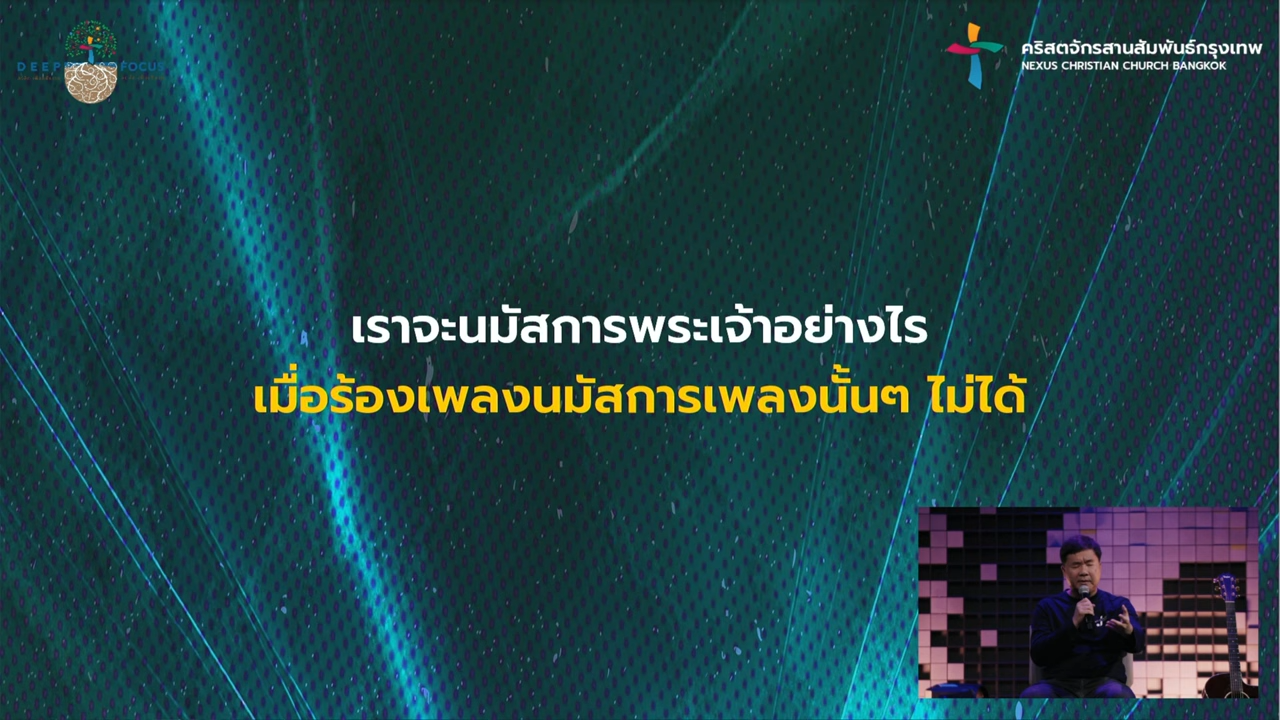 คริสตจักรสานสัมพันธ์กรุงเทพ
NEXUS CHRISTIAN CHURCH BANGKOK
เราจะนมัสการพระเจ้าอย่างไร
เมื่อร้องเพลงนมัสการเพลงนั้นๆ ไม่ได้